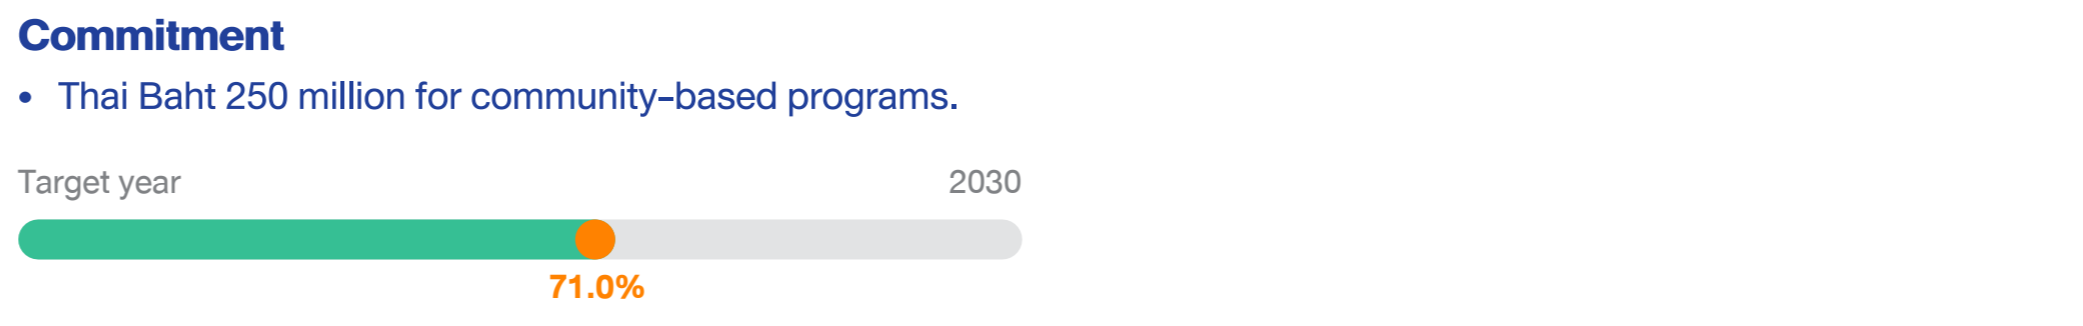 Commitment
• Thai Baht 250 million for community-based programs.
Target year 2030
71.0%